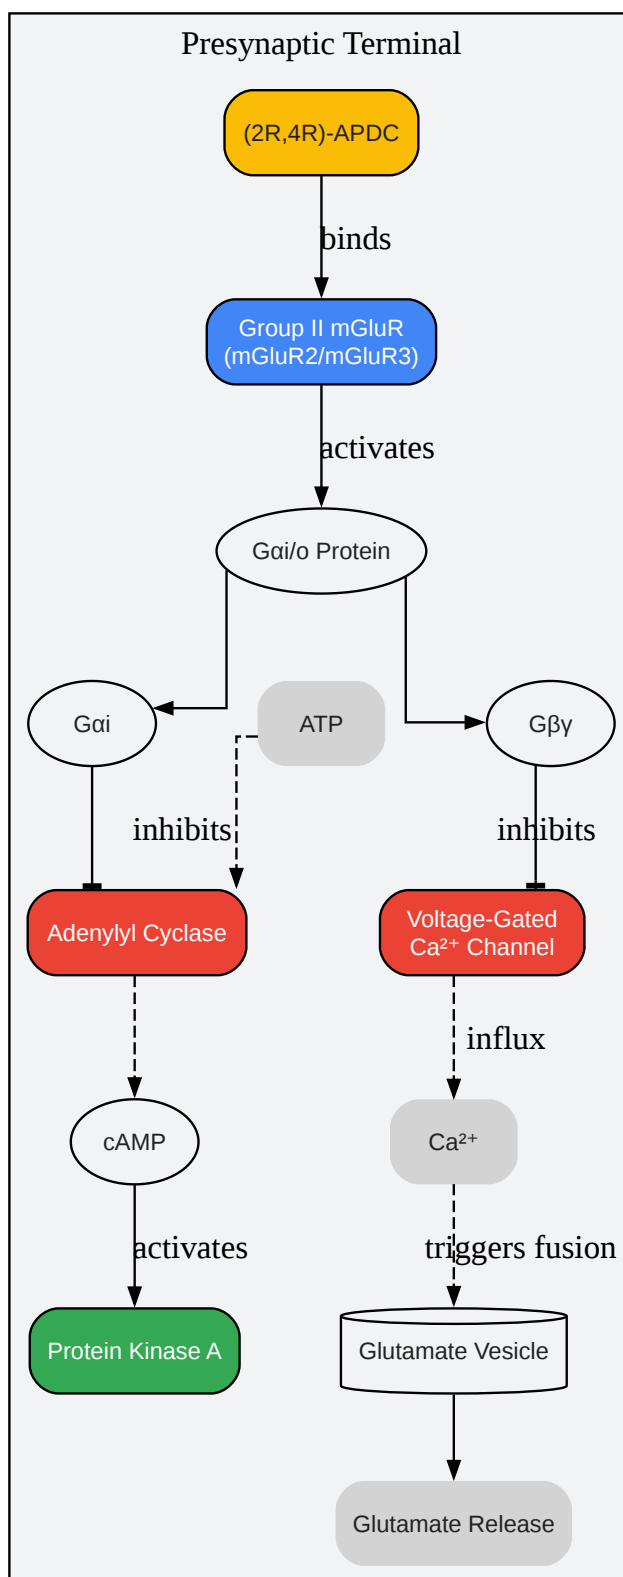 Presynaptic Terminal
(2R,4R)-APDC
binds
Group II mGluR
(mGluR2/mGluR3)
activates
Gαi/o Protein
Gαi
ATP
Gβγ
inhibits
inhibits
Adenylyl Cyclase
Voltage-Gated
Ca²⁺ Channel
influx
cAMP
Ca²⁺
activates
triggers fusion
Protein Kinase A
Glutamate Vesicle
Glutamate Release